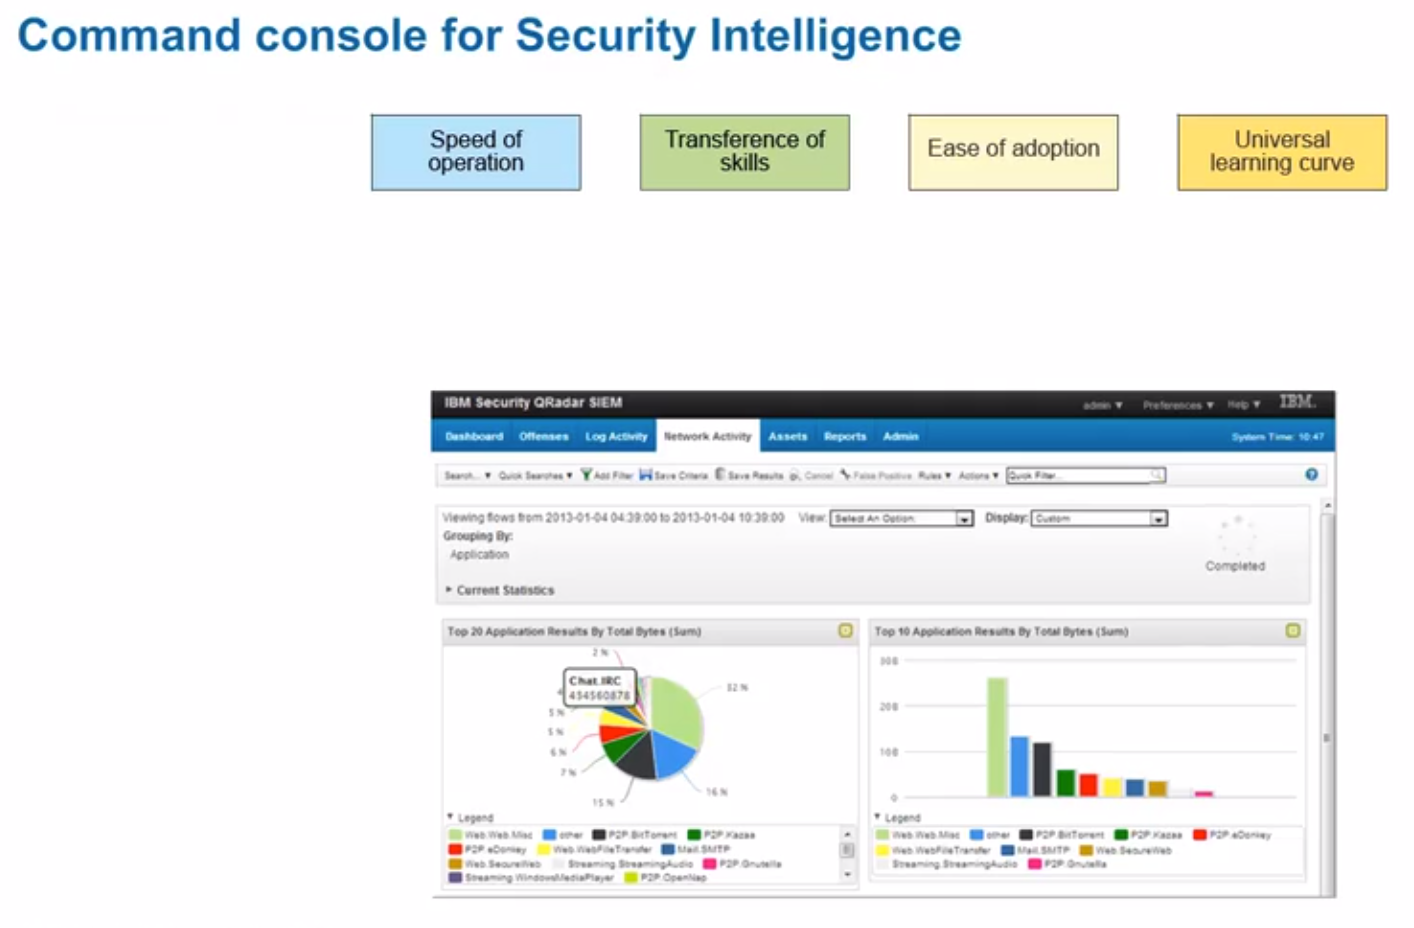 Command console for Security Intelligence
Speed of
operation
Transference of
skills
Ease of adoption
Universal
learning curve
IBM Security QRadar SIEM
admin ▼ Preferences ▼ Help ▼ IBM.
Dashboard Offenses Log Activity Network Activity Assets Reports Admin System Time: 10:47
Search... ▼ Quick Searches ▼ Add Filter Save Criteria Save Results Cancel False Positive Rules ▼ Actions ▼ Quick Filter...
Viewing flows from 2013-01-04 04:39:00 to 2013-01-04 10:39:00 View: Select An Option: Display: Custom
Grouping By:
Application
Completed
Current Statistics
Top 20 Application Results By Total Bytes (Sum)
2 %
Chat.IRC
454560878
32 %
5 %
5 %
6 %
7 %
15 %
16 %
▼ Legend
Web.Web.Misc other P2P.BitTorrent P2P.Kazaa
P2P.eDonkey Web.WebFileTransfer Mail.SMTP
Web.SecureWeb Streaming.StreamingAudio P2P.Gnutella
Streaming.WindowsMediaPlayer P2P.OpenNap
Top 10 Application Results By Total Bytes (Sum)
0
▼ Legend
Web.Web.Misc other P2P.BitTorrent P2P.Kazaa P2P.eDonkey
Web.WebFileTransfer Mail.SMTP Web.SecureWeb
Streaming.StreamingAudio P2P.Gnutella